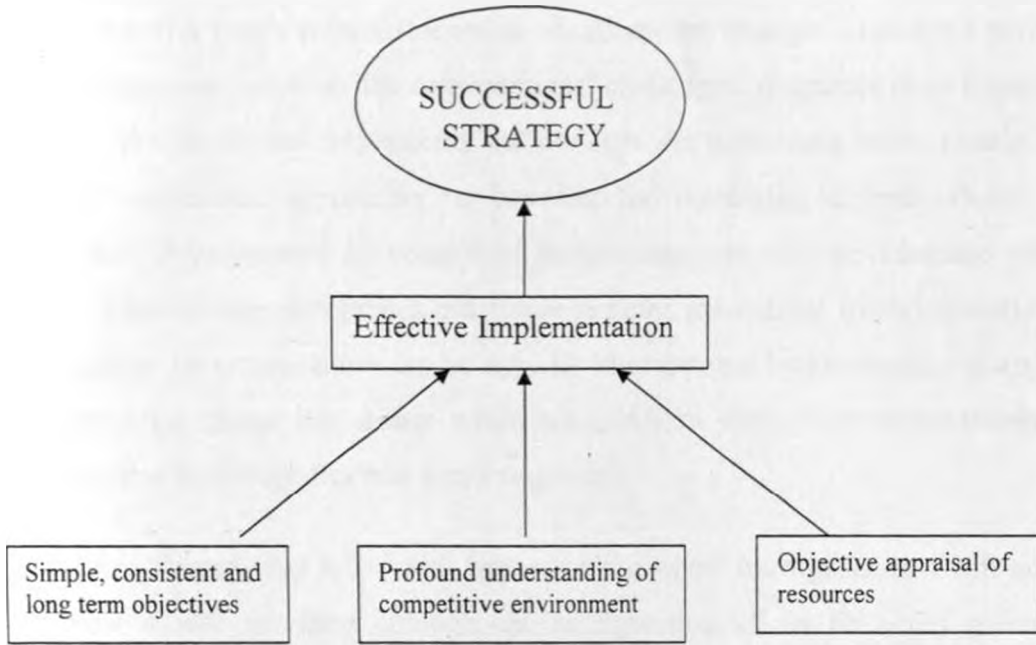 SUCCESSFUL
STRATEGY
Effective Implementation
Simple, consistent and
long term objectives
Profound understanding of
competitive environment
Objective appraisal of
resources